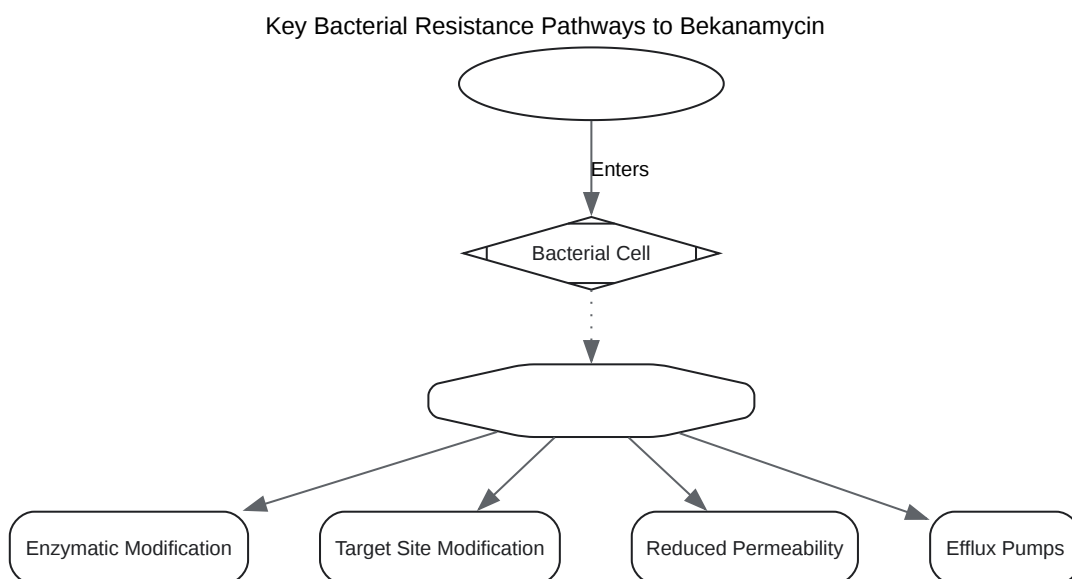 Key Bacterial Resistance Pathways to Bekanamycin
Enters
Bacterial Cell
Enzymatic Modification
Target Site Modification
Reduced Permeability
Efflux Pumps